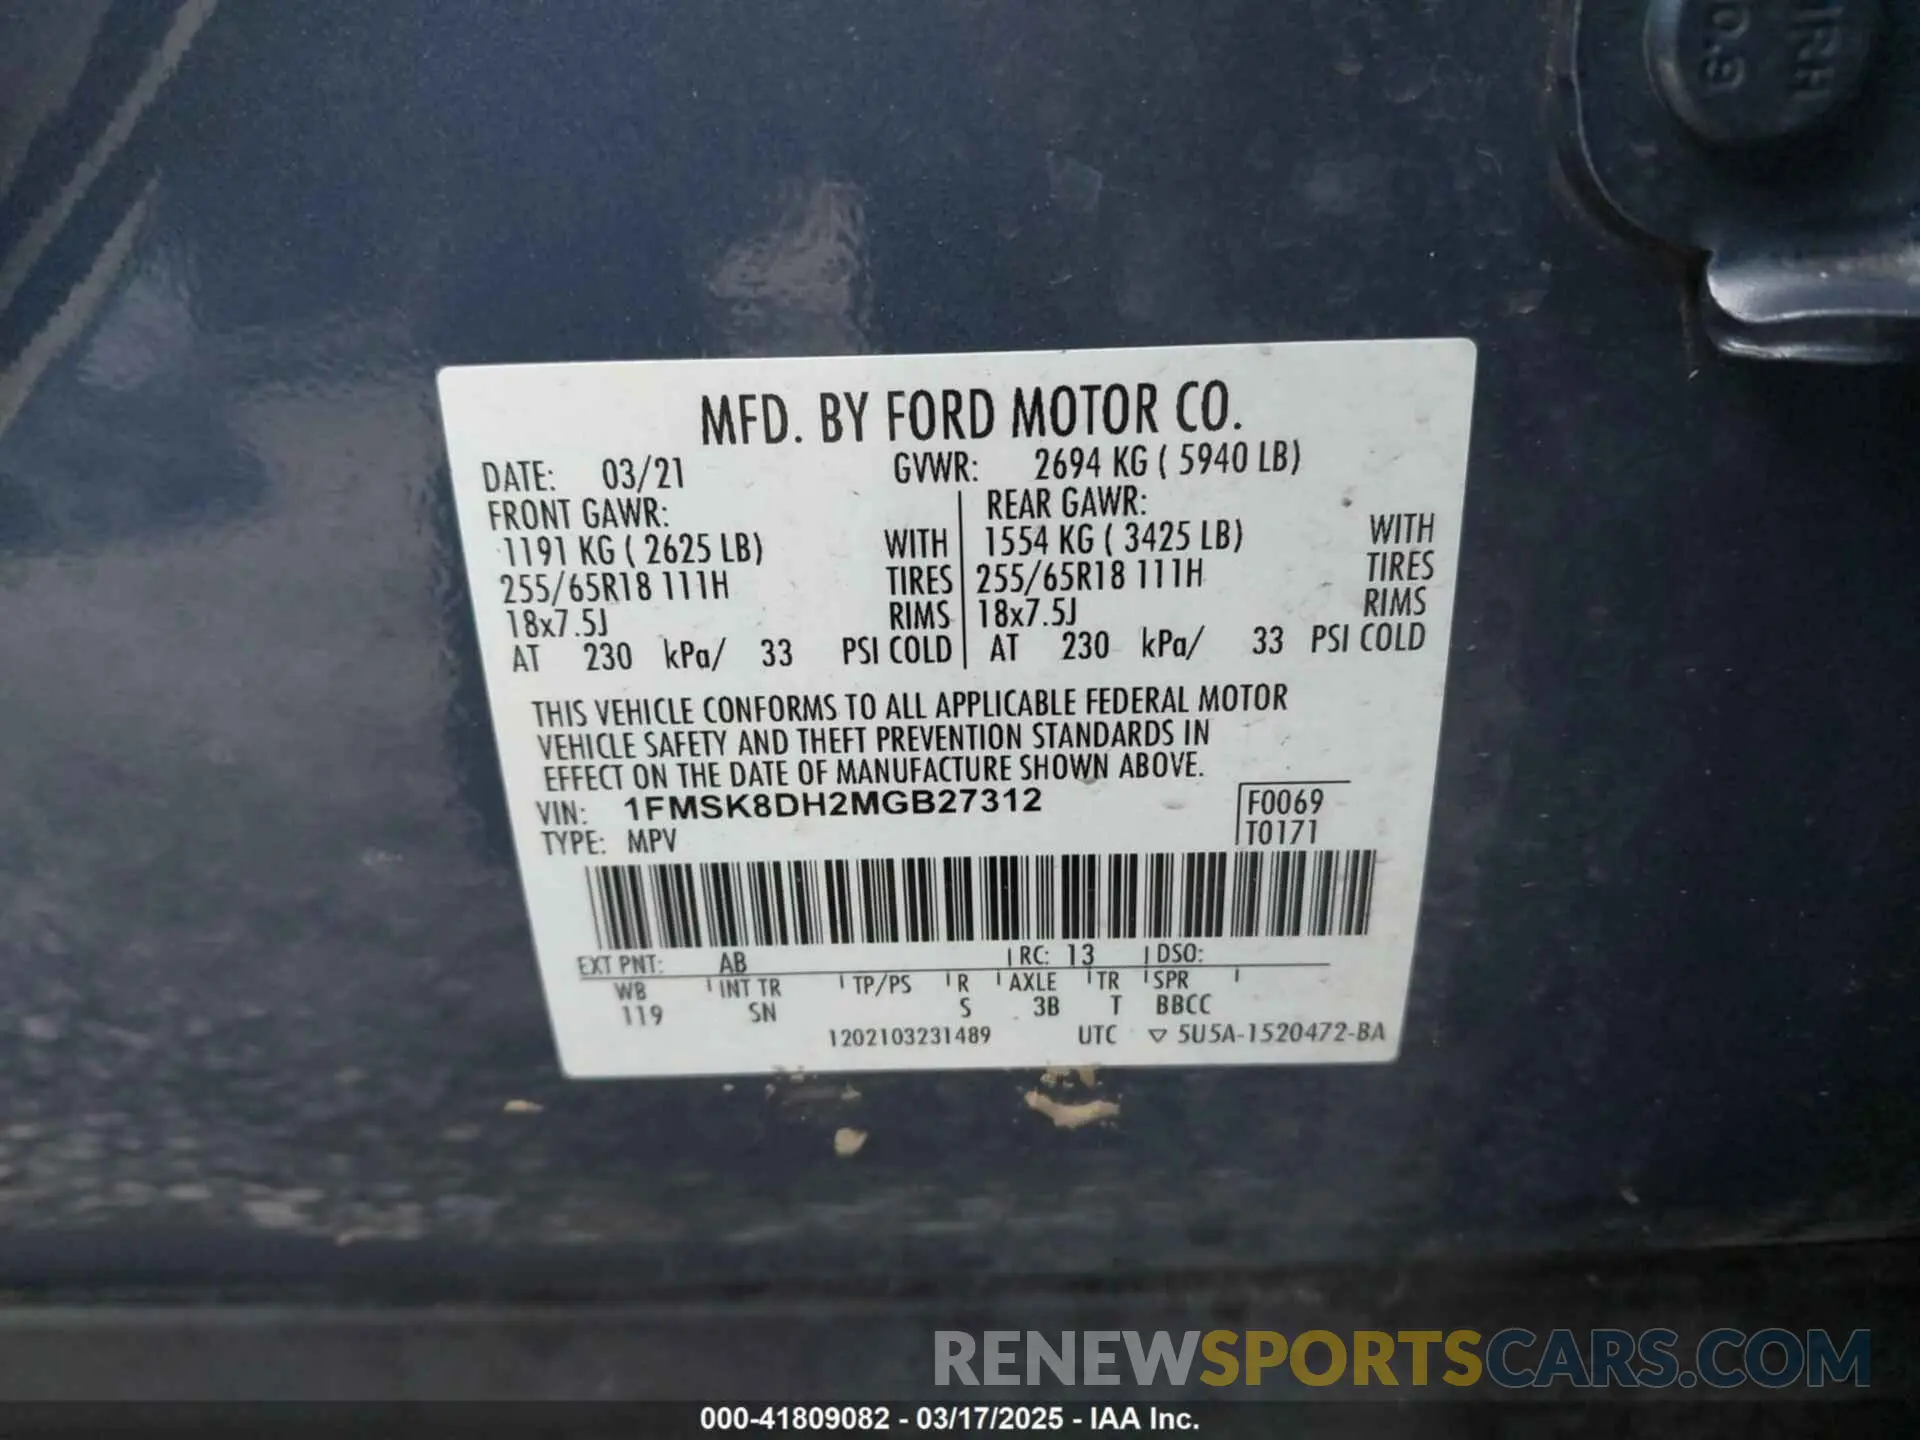 9.0
IRH
MFD. BY FORD MOTOR CO.
DATE: 03/21 GVWR: 2694 KG ( 5940 LB)
FRONT GAWR: REAR GAWR:
1191 KG ( 2625 LB) WITH 1554 KG ( 3425 LB) WITH
255/65R18 111H TIRES 255/65R18 111H TIRES
18x7.5J RIMS 18x7.5J RIMS
AT 230 kPa/ 33 PSI COLD AT 230 kPa/ 33 PSI COLD
THIS VEHICLE CONFORMS TO ALL APPLICABLE FEDERAL MOTOR
VEHICLE SAFETY AND THEFT PREVENTION STANDARDS IN
EFFECT ON THE DATE OF MANUFACTURE SHOWN ABOVE.
VIN: 1FMSK8DH2MGB27312 F0069
TYPE: MPV T0171
EXT PNT: AB RC: 13 DSO:
WB INT TR TP/PS R AXLE TR SPR
119 SN S 3B T BBCC
1202103231489 UTC ▽ 5U5A-1520472-BA
RENEWSPORTSCARS.COM
000-41809082 - 03/17/2025 - IAA Inc.